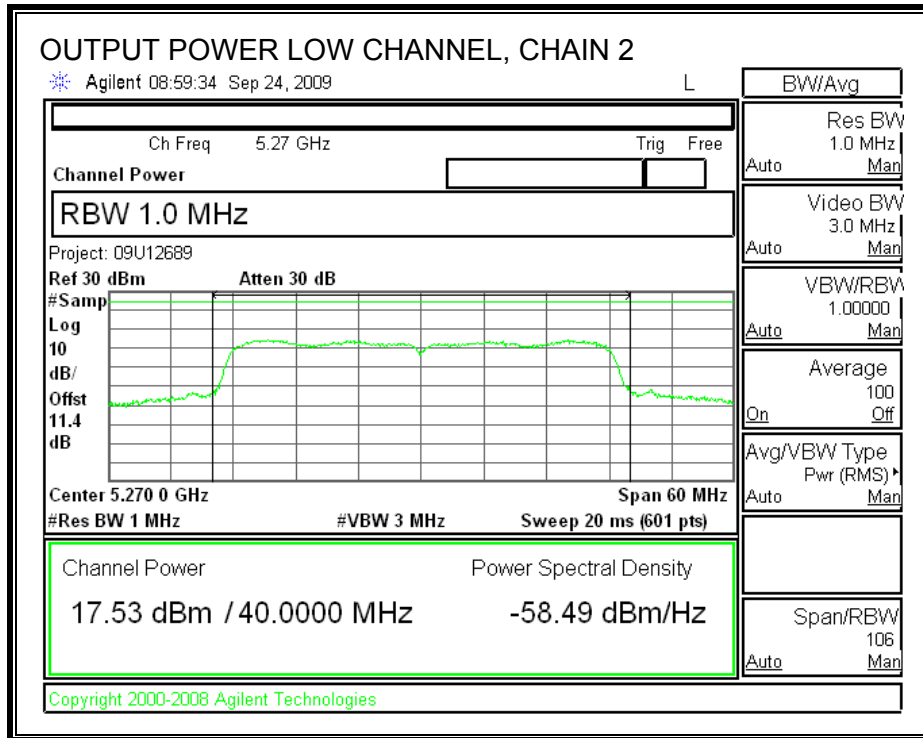 OUTPUT POWER LOW CHANNEL, CHAIN 2
Agilent 08:59:34 Sep 24, 2009 L
Ch Freq 5.27 GHz Trig Free
Channel Power
RBW 1.0 MHz
Project: 09U12689
Ref 30 dBm Atten 30 dB
#Samp
Log
10
dB/
Offst
11.4
dB
Center 5.270 0 GHz Span 60 MHz
#Res BW 1 MHz #VBW 3 MHz Sweep 20 ms (601 pts)
Channel Power Power Spectral Density
17.53 dBm / 40.0000 MHz -58.49 dBm/Hz
Copyright 2000-2008 Agilent Technologies
BW/Avg
Res BW
1.0 MHz
Auto Man
Video BW
3.0 MHz
Auto Man
VBW/RBW
1.00000
Auto Man
Average
100
On Off
Avg/VBW Type
Pwr (RMS)
Auto Man
Span/RBW
106
Auto Man